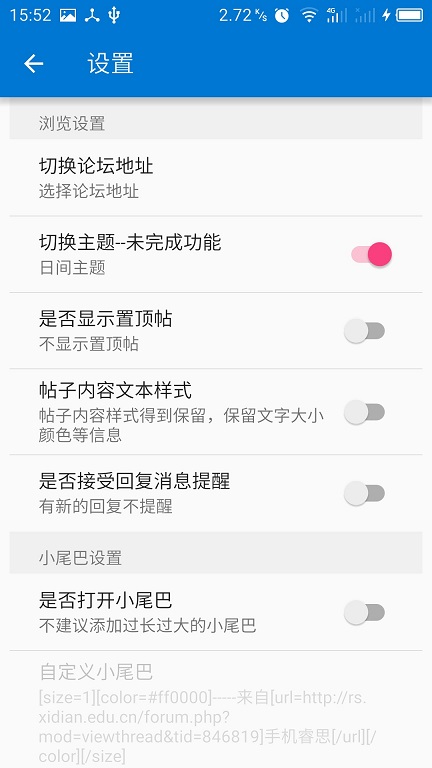 15:52 2.72 K/s 4G
设置
浏览设置
切换论坛地址
选择论坛地址
切换主题--未完成功能
日间主题
是否显示置顶帖
不显示置顶帖
帖子内容文本样式
帖子内容样式得到保留，保留文字大小
颜色等信息
是否接受回复消息提醒
有新的回复不提醒
小尾巴设置
是否打开小尾巴
不建议添加过长过大的小尾巴
自定义小尾巴
[size=1][color=#ff0000]-----来自[url=http://rs.
xidian.edu.cn/forum.php?
mod=viewthread&tid=846819]手机睿思[/url][/
color][/size]